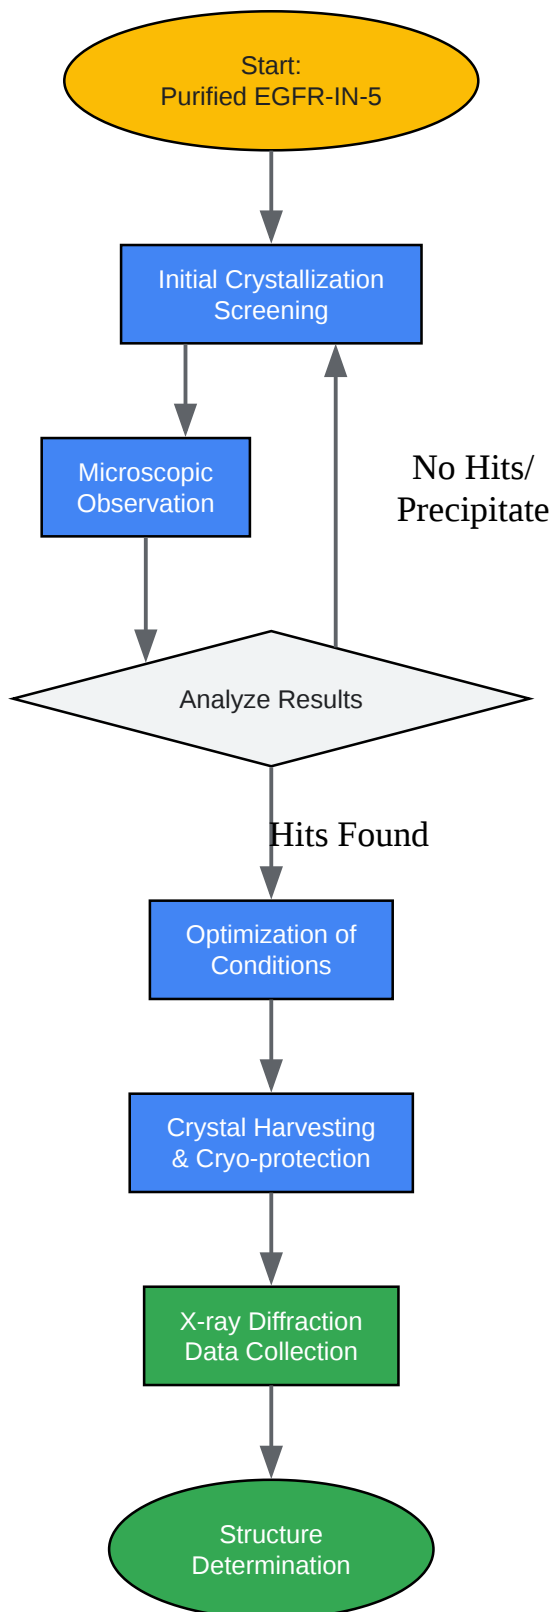 Start:
Purified EGFR-IN-5
Initial Crystallization
Screening
Microscopic
Observation
No Hits/
Precipitate
Analyze Results
Hits Found
Optimization of
Conditions
Crystal Harvesting
& Cryo-protection
X-ray Diffraction
Data Collection
Structure
Determination